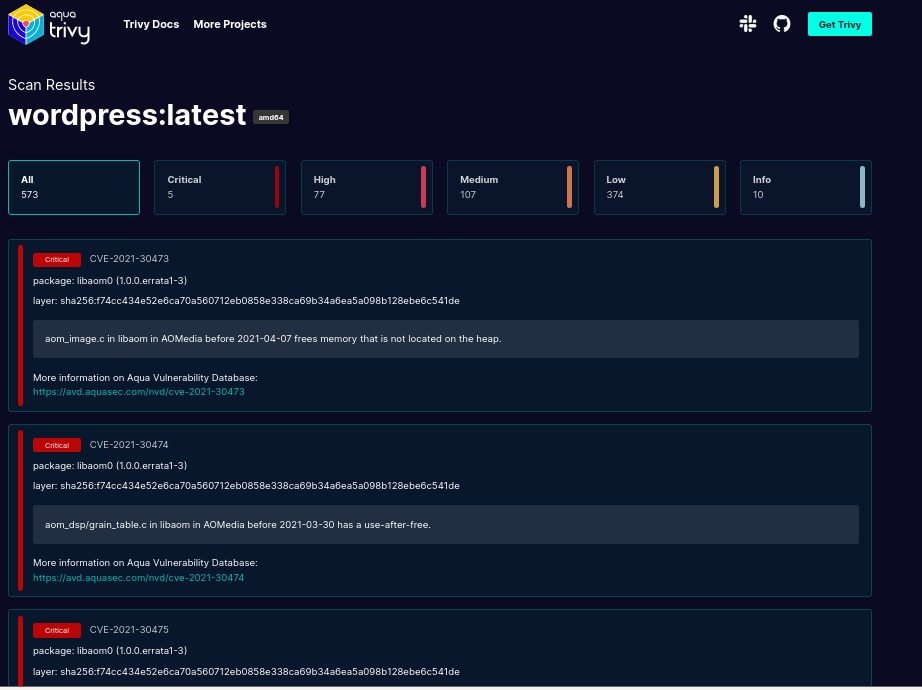 aqua
trivy
Trivy Docs More Projects
Get Trivy
Scan Results
wordpress:latest amd64
All
573
Critical
5
High
77
Medium
107
Low
374
Info
10
Critical CVE-2021-30473
package: libaom0 (1.0.0.errata1-3)
layer: sha256:f74cc434e52e6ca70a560712eb0858e338ca69b34a6ea5a098b128ebe6c541de
aom_image.c in libaom in AOMedia before 2021-04-07 frees memory that is not located on the heap.
More information on Aqua Vulnerability Database:
https://avd.aquasec.com/nvd/cve-2021-30473
Critical CVE-2021-30474
package: libaom0 (1.0.0.errata1-3)
layer: sha256:f74cc434e52e6ca70a560712eb0858e338ca69b34a6ea5a098b128ebe6c541de
aom_dsp/grain_table.c in libaom in AOMedia before 2021-03-30 has a use-after-free.
More information on Aqua Vulnerability Database:
https://avd.aquasec.com/nvd/cve-2021-30474
Critical CVE-2021-30475
package: libaom0 (1.0.0.errata1-3)
layer: sha256:f74cc434e52e6ca70a560712eb0858e338ca69b34a6ea5a098b128ebe6c541de